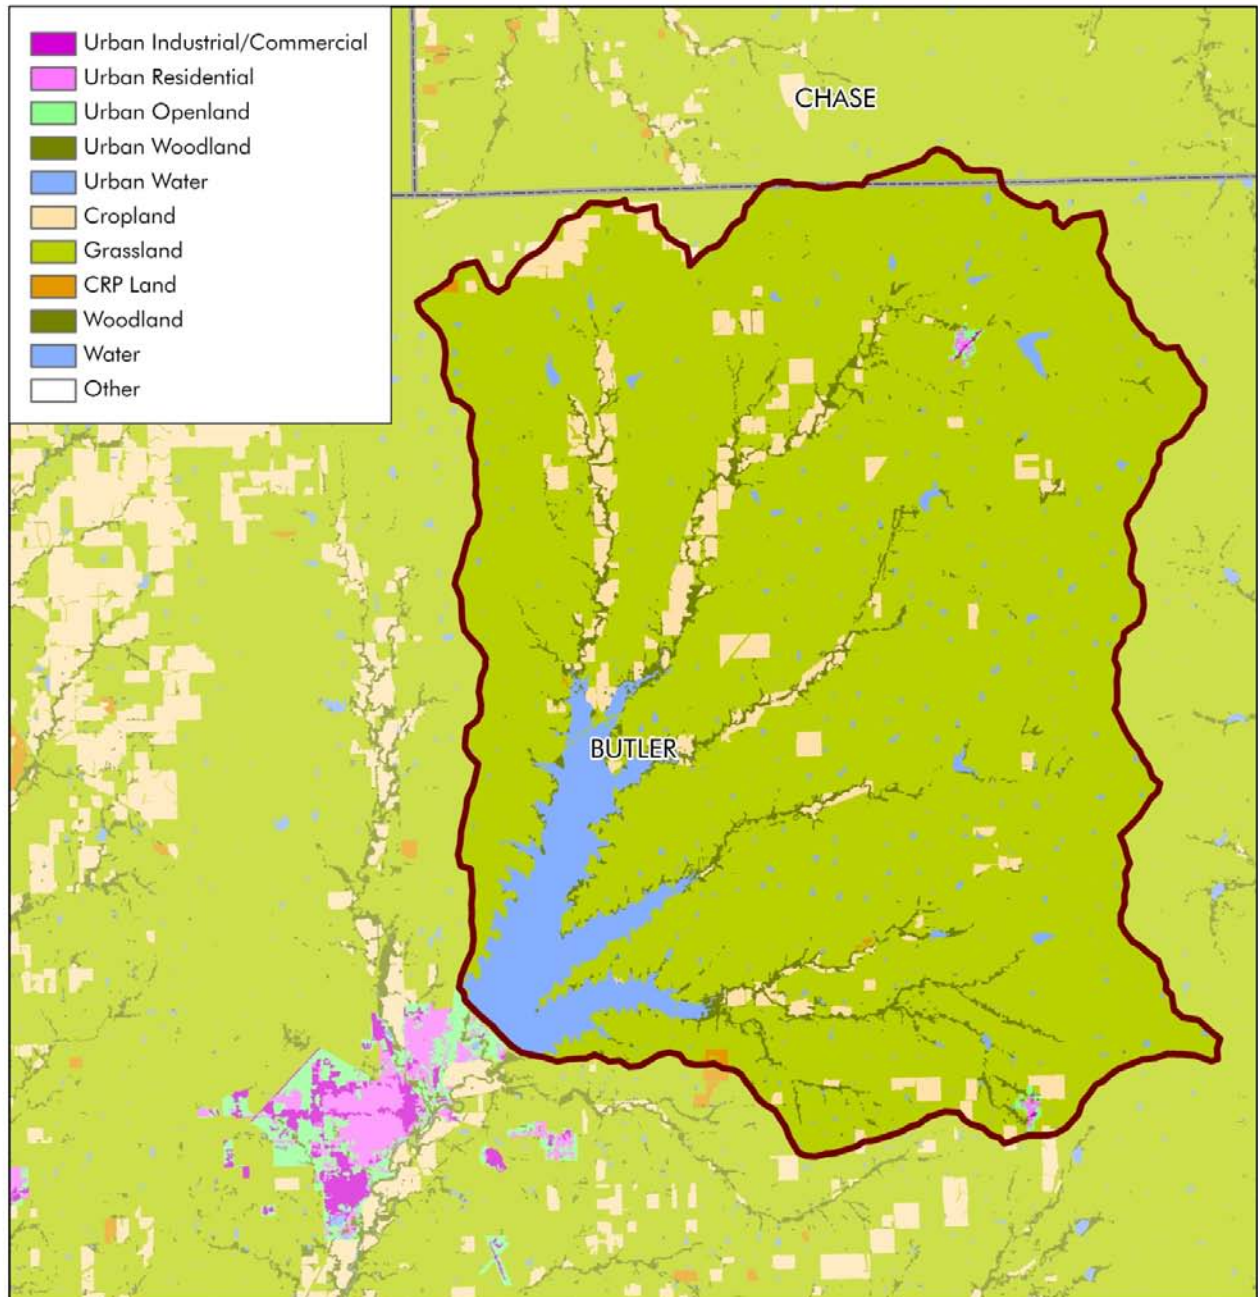 Urban Industrial/Commercial
Urban Residential
Urban Openland
Urban Woodland
Urban Water
Cropland
Grassland
CRP Land
Woodland
Water
Other
CHASE
BUTLER